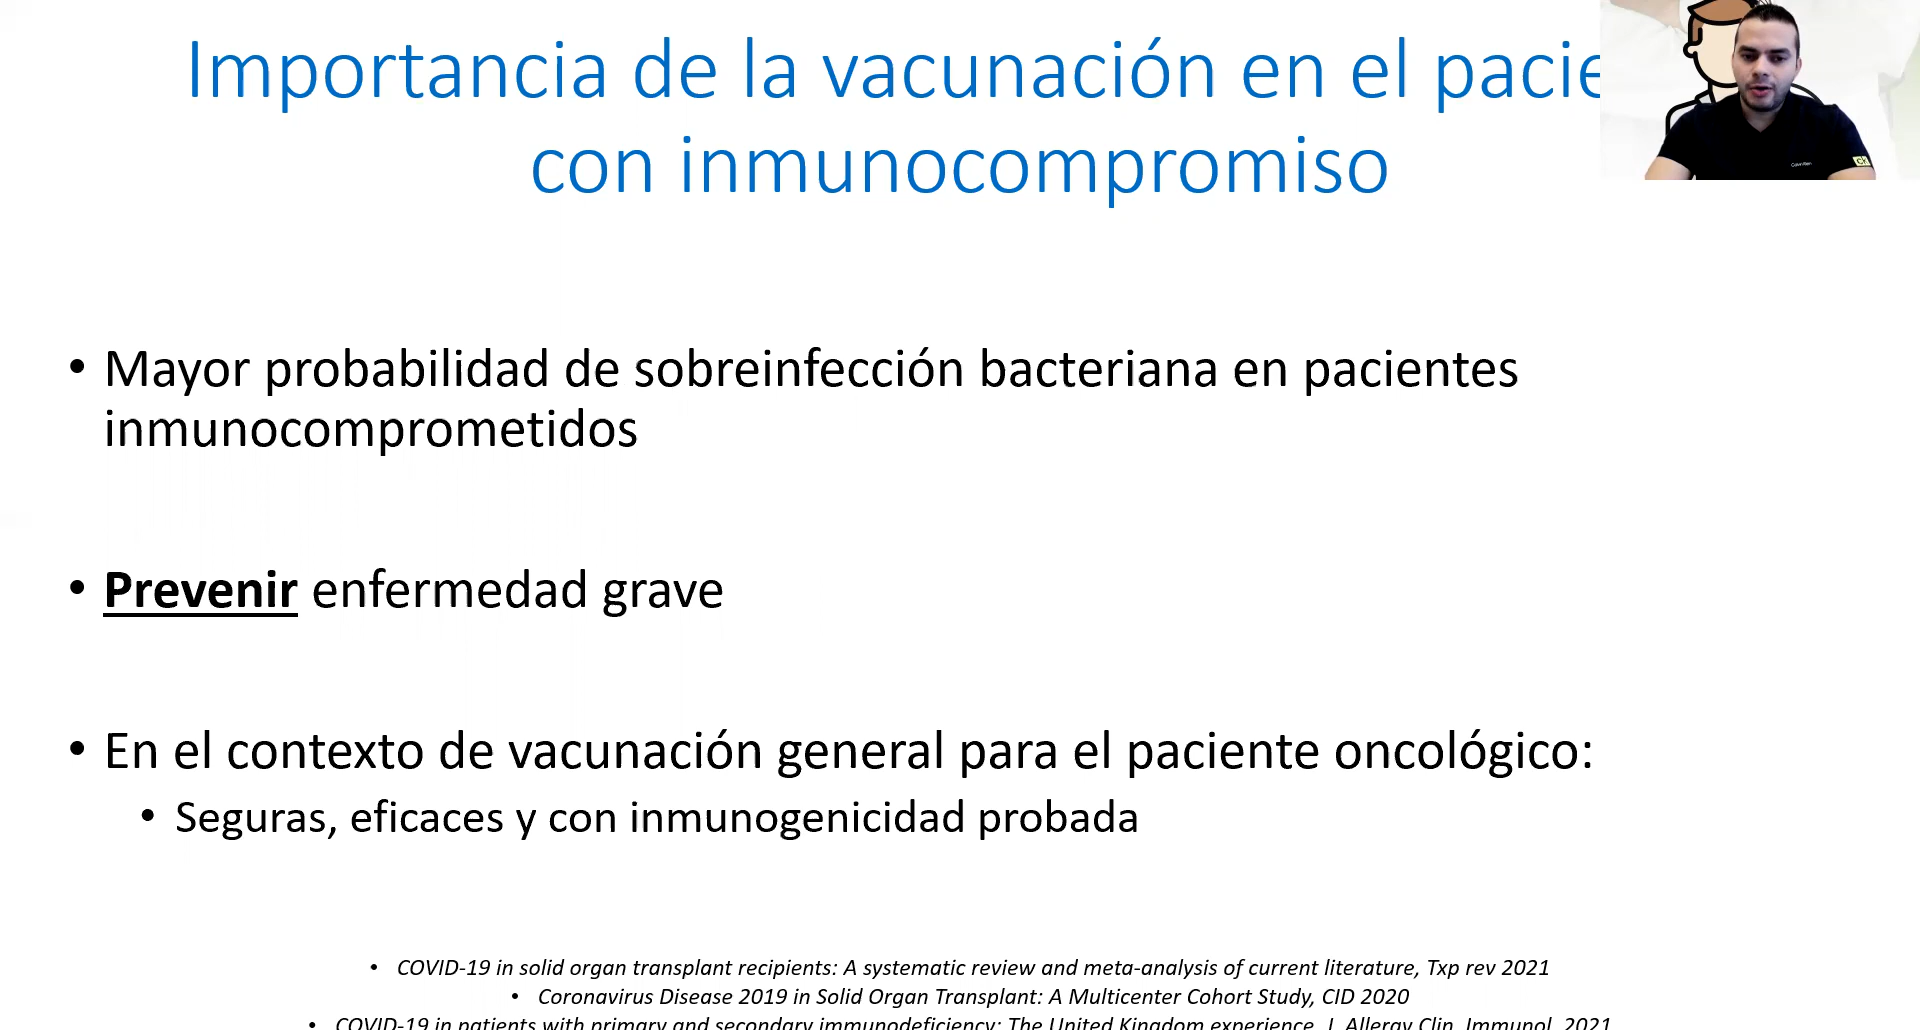 Importancia de la vacunación en el pacie
con inmunocompromiso
• Mayor probabilidad de sobreinfección bacteriana en pacientes
inmunocomprometidos
• Prevenir enfermedad grave
• En el contexto de vacunación general para el paciente oncológico:
• Seguras, eficaces y con inmunogenicidad probada
• COVID-19 in solid organ transplant recipients: A systematic review and meta-analysis of current literature, Txp rev 2021
• Coronavirus Disease 2019 in Solid Organ Transplant: A Multicenter Cohort Study, CID 2020
• COVID-19 in patients with primary and secondary immunodeficiency: The United Kingdom experience, J. Allergy Clin. Immunol. 2021